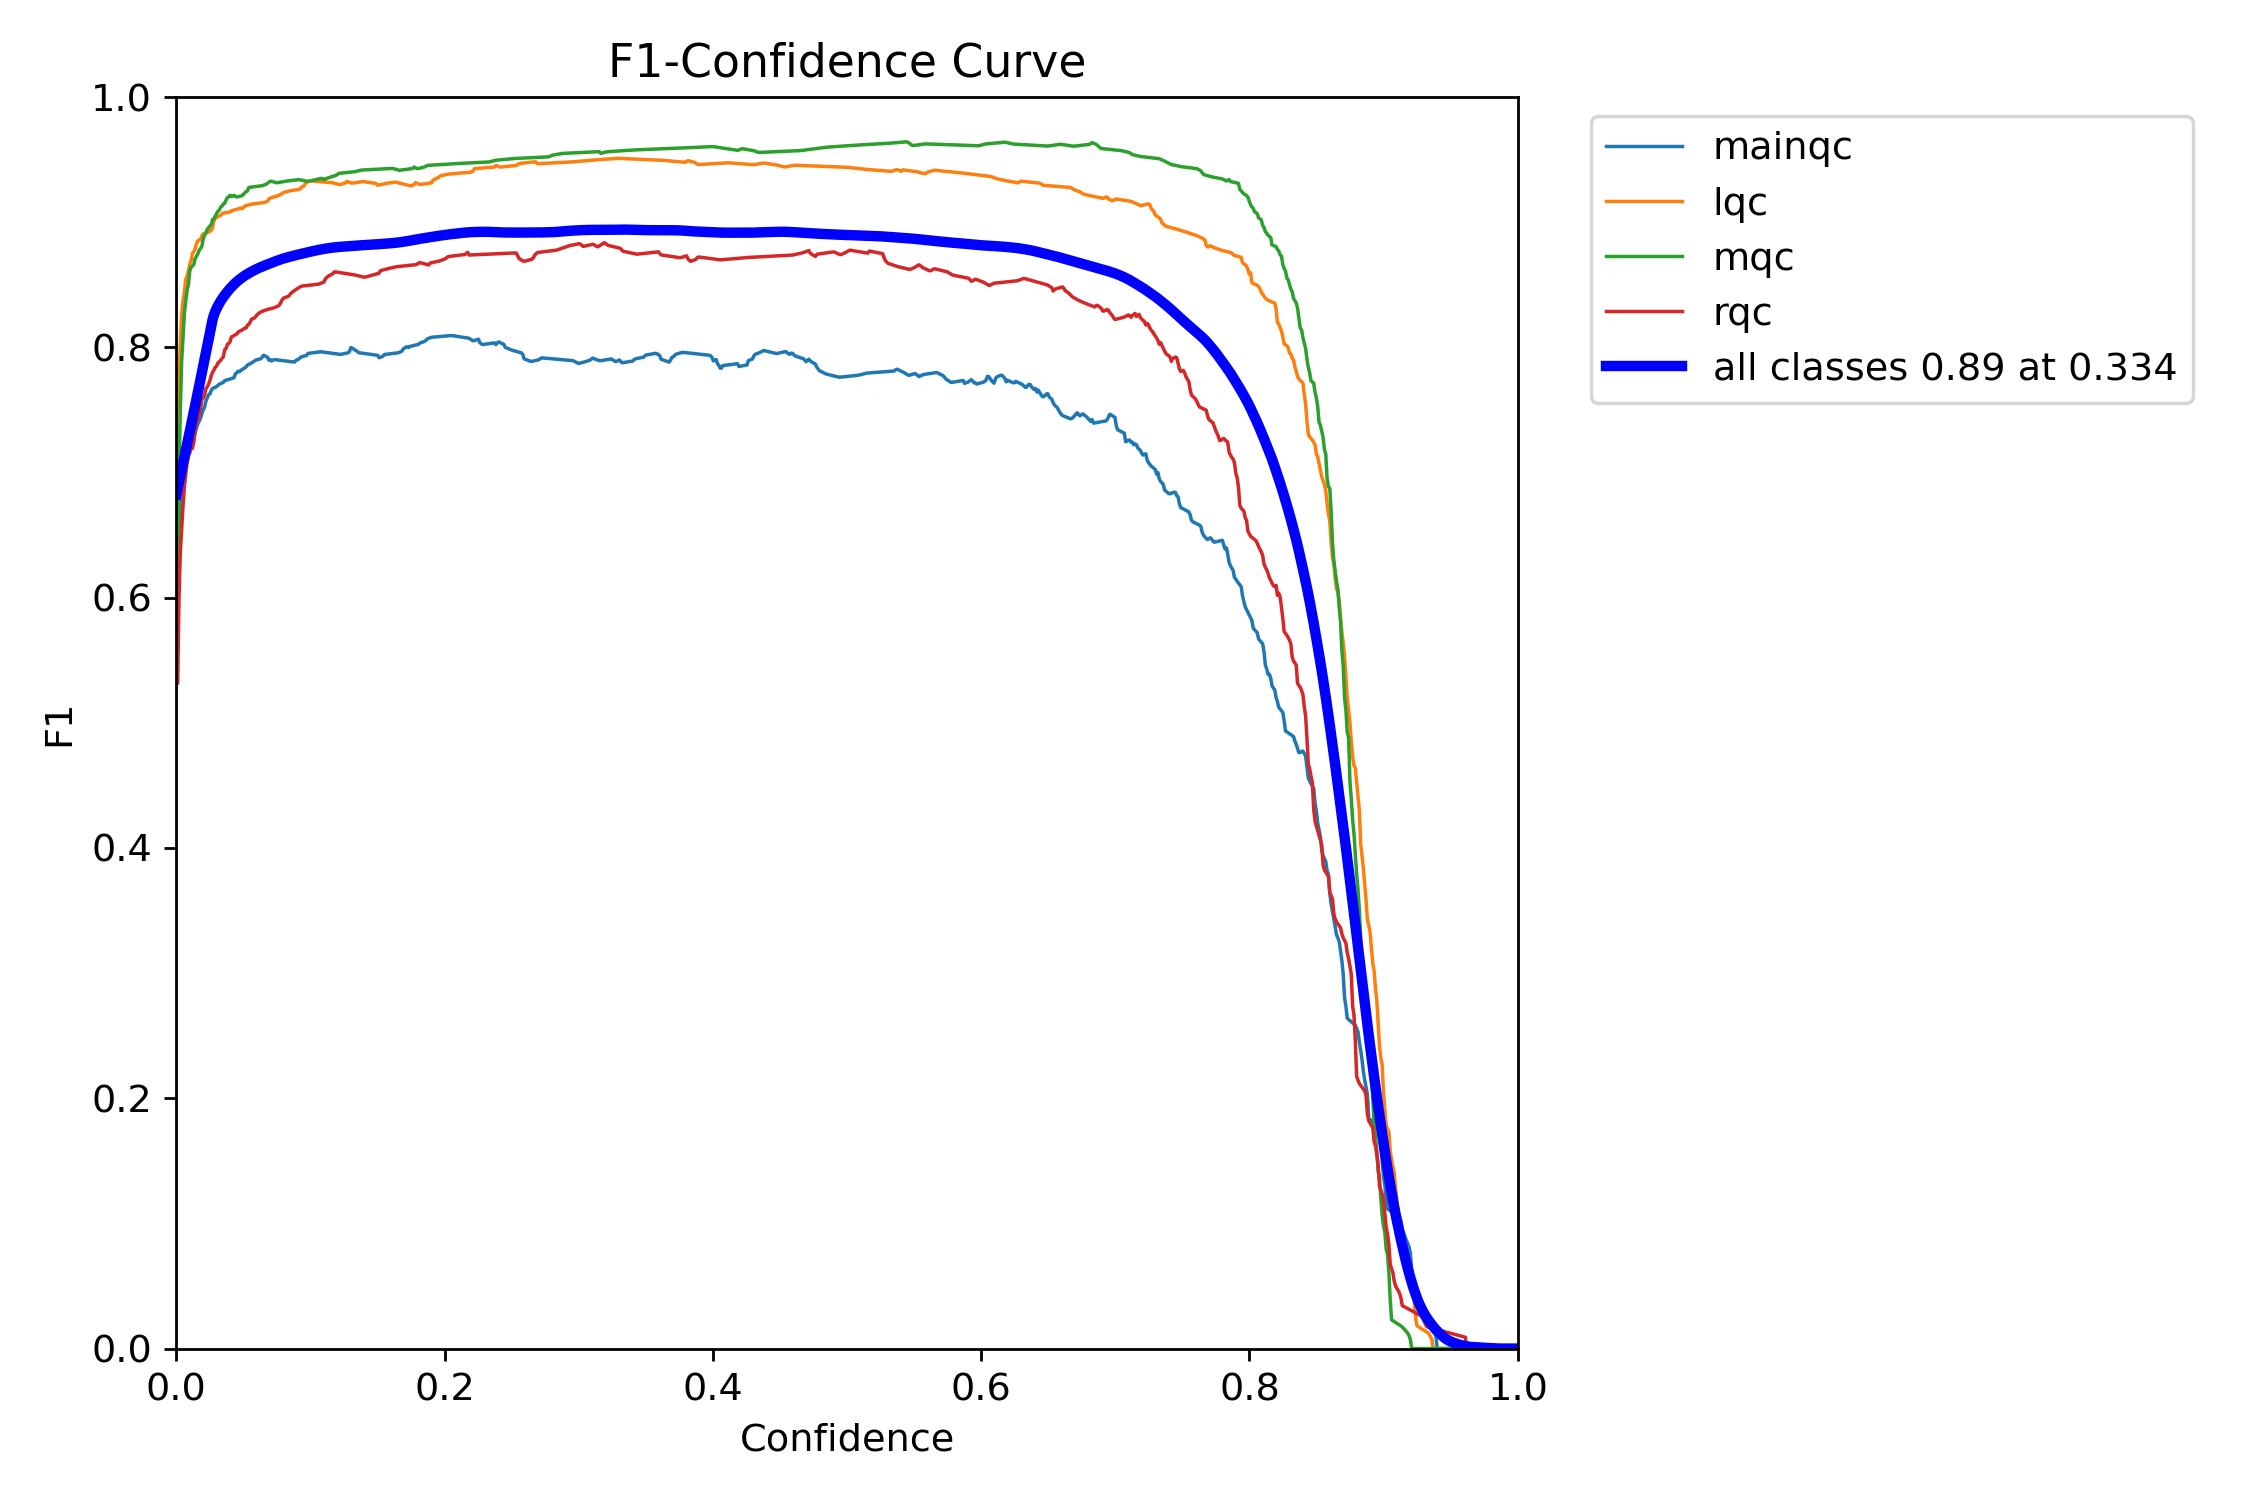 F1-Confidence Curve
1.0
0.8
0.6
0.4
0.2
0.0
F1
0.0 0.2 0.4 0.6 0.8 1.0
Confidence
mainqc
lqc
mqc
rqc
all classes 0.89 at 0.334